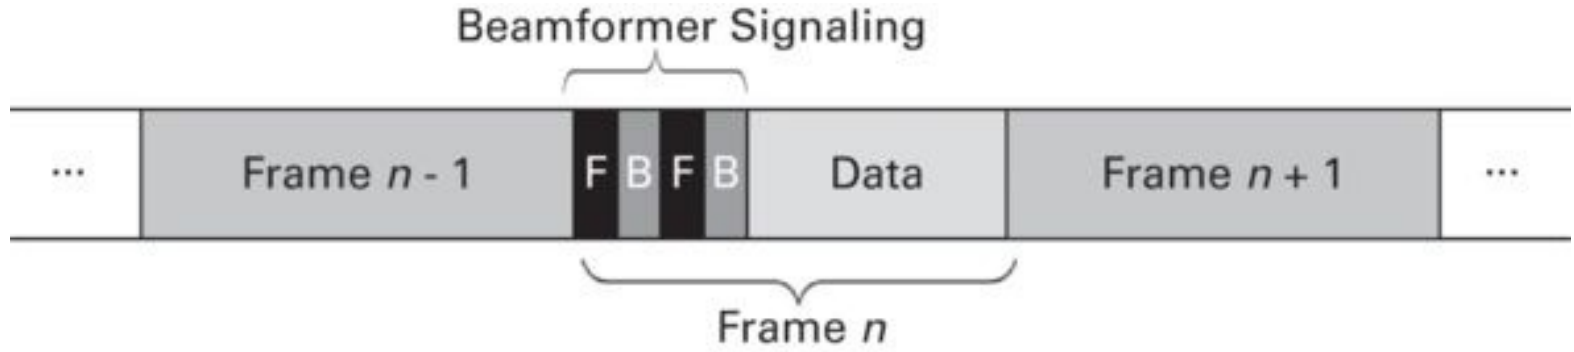 Beamformer Signaling
... Frame n - 1 F B F B Data Frame n + 1 ...
Frame n